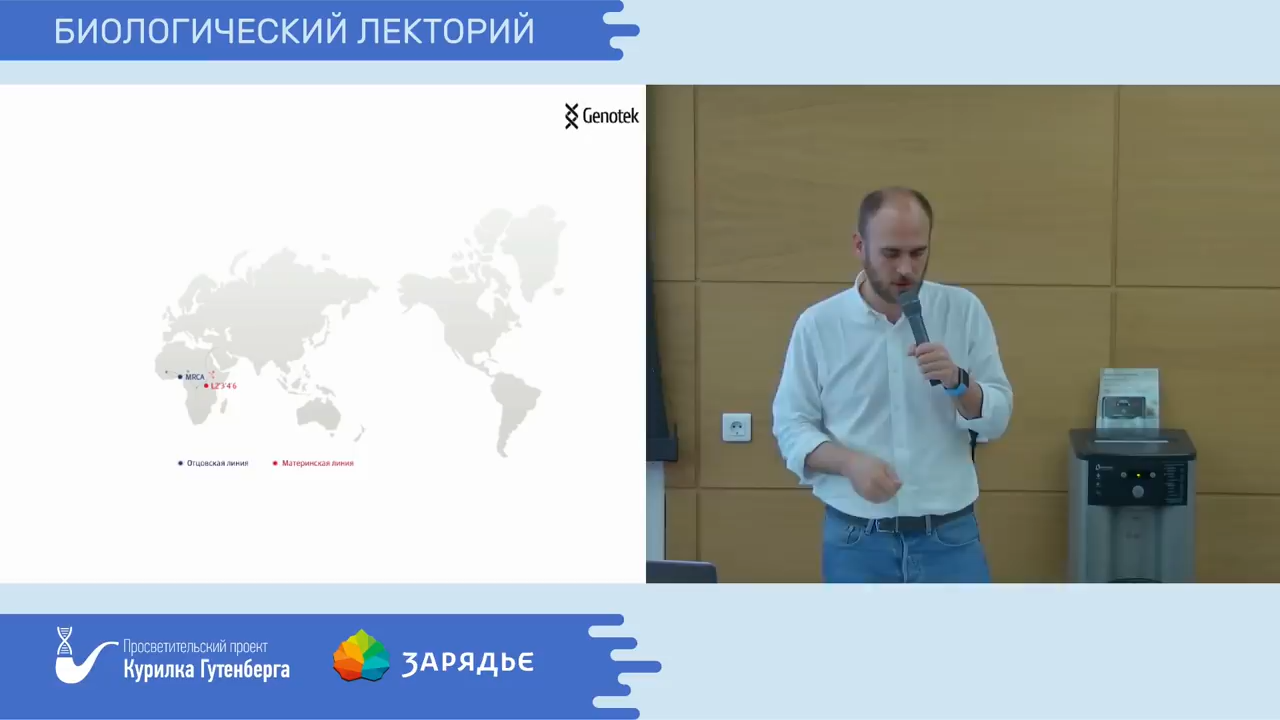 БИОЛОГИЧЕСКИЙ ЛЕКТОРИЙ
Genotek
MRCA
L2'3'4'6
Отцовская линия
Материнская линия
Просветительский проект
Курилка Гутенберга
ЗАРЯДЬЕ